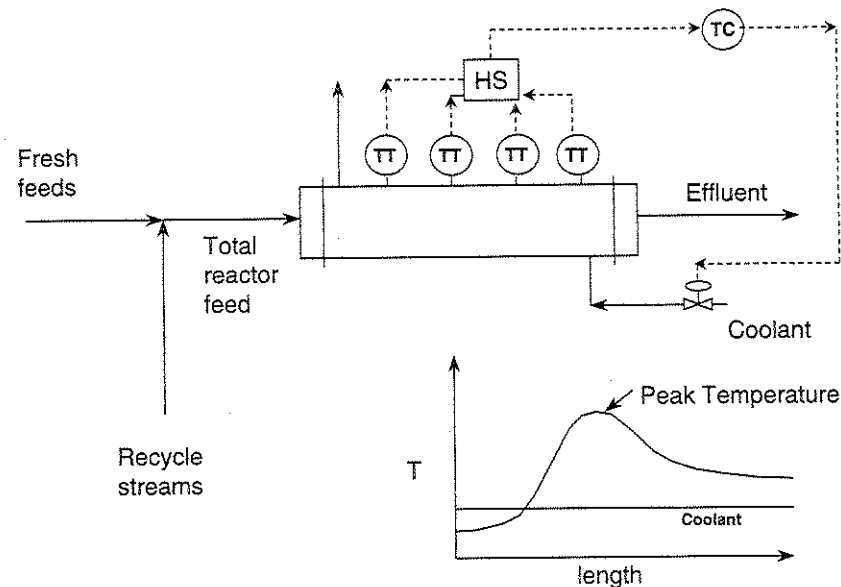 TC
HS
TT TT TT TT
Fresh
feeds
Effluent
Total
reactor
feed
Coolant
Peak Temperature
Recycle
streams
T
Coolant
length